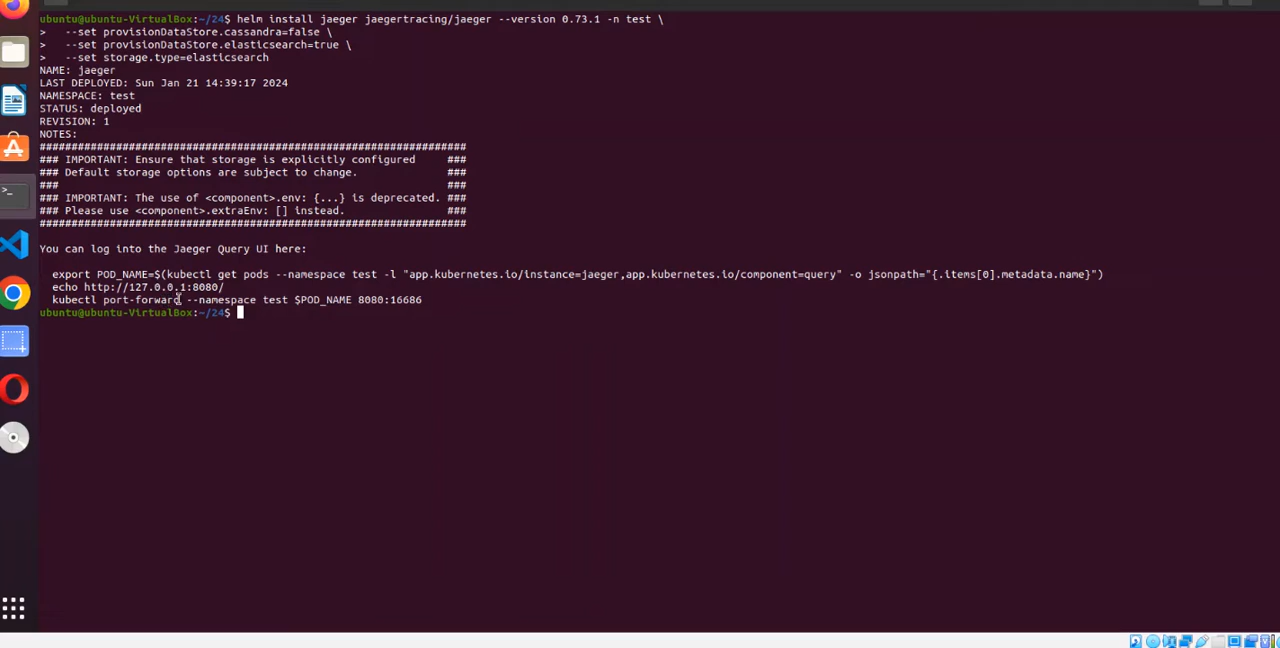 ubuntu@ubuntu-VirtualBox:~/24$ helm install jaeger jaegertracing/jaeger --version 0.73.1 -n test \
>   --set provisionDataStore.cassandra=false \
>   --set provisionDataStore.elasticsearch=true \
>   --set storage.type=elasticsearch
NAME: jaeger
LAST DEPLOYED: Sun Jan 21 14:39:17 2024
NAMESPACE: test
STATUS: deployed
REVISION: 1
NOTES:
###################################################################
### IMPORTANT: Ensure that storage is explicitly configured     ###
### Default storage options are subject to change.              ###
###                                                             ###
### IMPORTANT: The use of <component>.env: {...} is deprecated. ###
### Please use <component>.extraEnv: [] instead.                ###
###################################################################
You can log into the Jaeger Query UI here:
  export POD_NAME=$(kubectl get pods --namespace test -l "app.kubernetes.io/instance=jaeger,app.kubernetes.io/component=query" -o jsonpath="{.items[0].metadata.name}")
  echo http://127.0.0.1:8080/
  kubectl port-forward --namespace test $POD_NAME 8080:16686
ubuntu@ubuntu-VirtualBox:~/24$